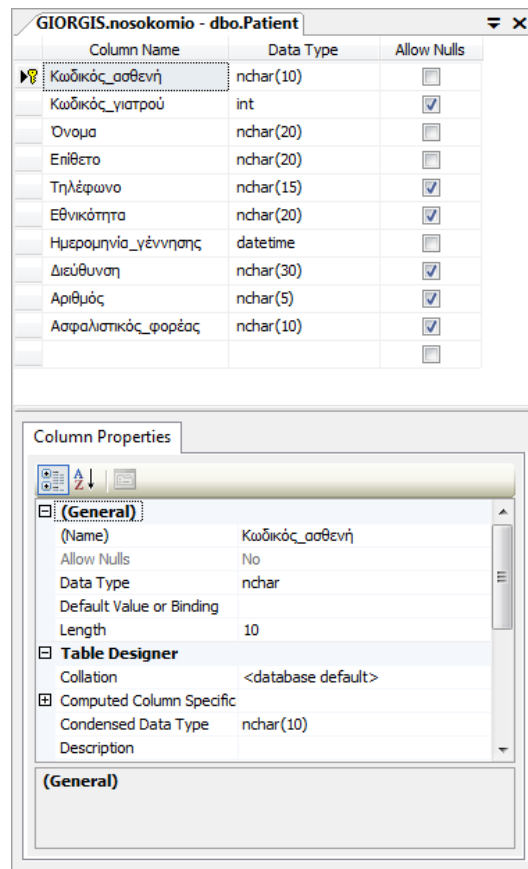 GIORGIS.nosokomio - dbo.Patient
Column Name Data Type Allow Nulls
Κωδικός_ασθενή nchar(10)
Κωδικός_γιατρού int
Όνομα nchar(20)
Επίθετο nchar(20)
Τηλέφωνο nchar(15)
Εθνικότητα nchar(20)
Ημερομηνία_γέννησης datetime
Διεύθυνση nchar(30)
Αριθμός nchar(5)
Ασφαλιστικός_φορέας nchar(10)
Column Properties
(General)
(Name) Κωδικός_ασθενή
Allow Nulls No
Data Type nchar
Default Value or Binding
Length 10
Table Designer
Collation <database default>
Computed Column Specific
Condensed Data Type nchar(10)
Description
(General)